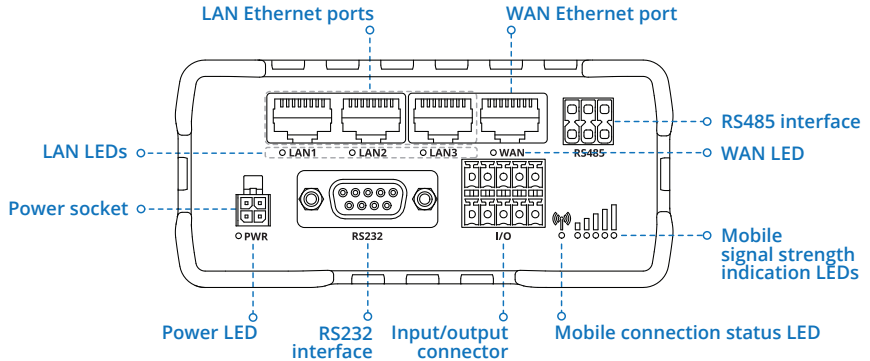 LAN Ethernet ports
WAN Ethernet port
RS485 interface
LAN LEDs
LAN1
LAN2
LAN3
WAN
RS485
WAN LED
Power socket
PWR
RS232
I/O
Mobile
signal strength
indication LEDs
Power LED
RS232
interface
Input/output
connector
Mobile connection status LED